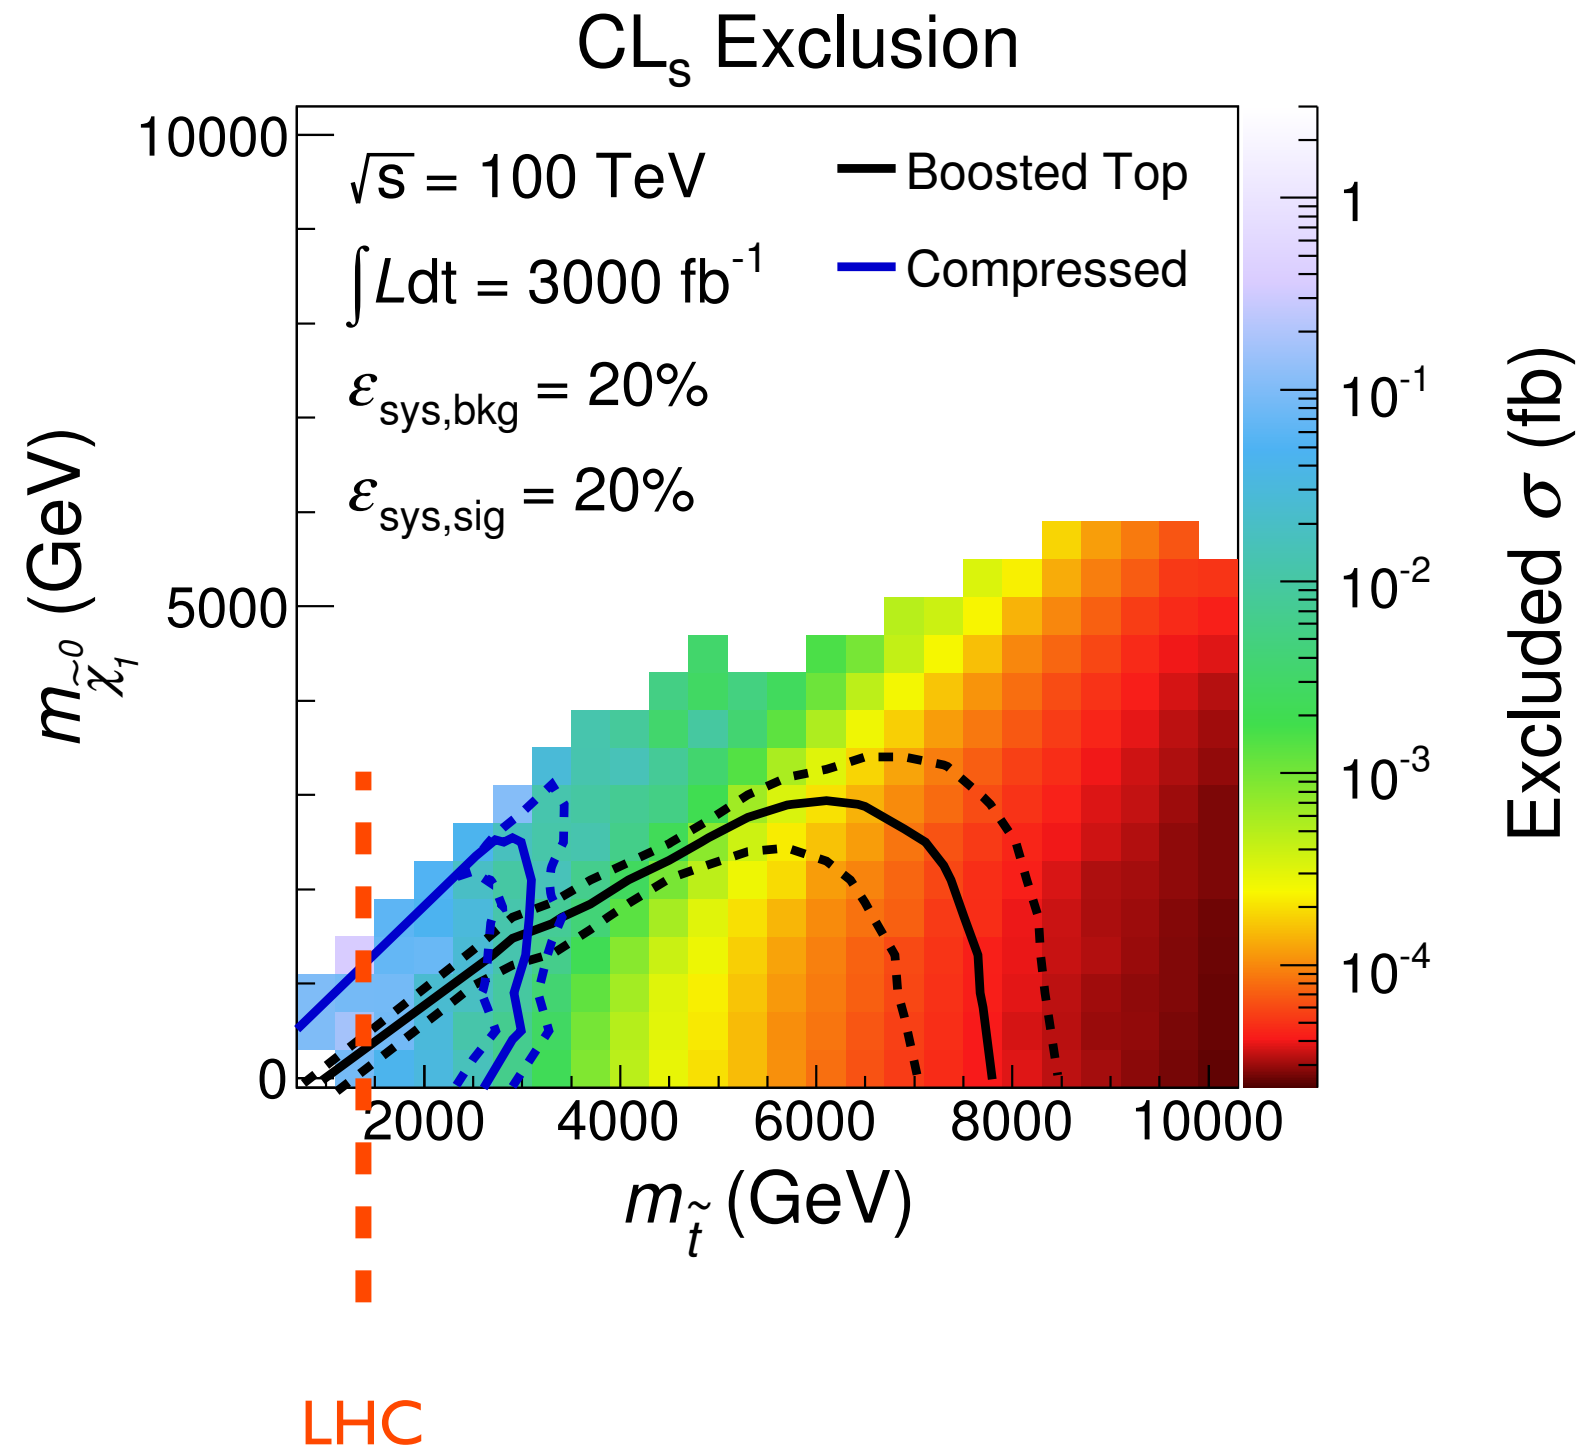 CLs Exclusion
10000
5000
0
√s = 100 TeV
∫Ldt = 3000 fb-1
εsys,bkg = 20%
εsys,sig = 20%
Boosted Top
Compressed
1
10-1
10-2
10-3
10-4
Excluded σ (fb)
mχ̃10 (GeV)
2000 4000 6000 8000 10000
mt̃ (GeV)
LHC